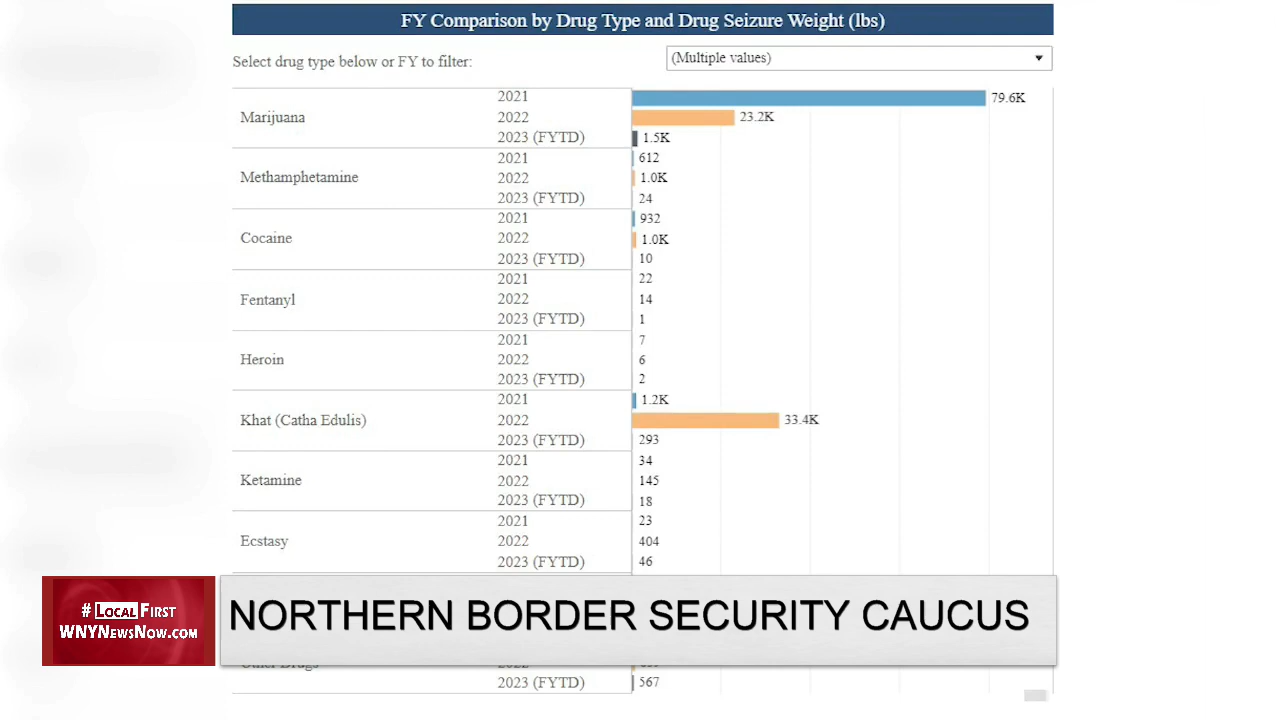 FY Comparison by Drug Type and Drug Seizure Weight (lbs)
Select drug type below or FY to filter:
(Multiple values)
Marijuana
2021 79.6K
2022 23.2K
2023 (FYTD) 1.5K
Methamphetamine
2021 612
2022 1.0K
2023 (FYTD) 24
Cocaine
2021 932
2022 1.0K
2023 (FYTD) 10
Fentanyl
2021 22
2022 14
2023 (FYTD) 1
Heroin
2021 7
2022 6
2023 (FYTD) 2
Khat (Catha Edulis)
2021 1.2K
2022 33.4K
2023 (FYTD) 293
Ketamine
2021 34
2022 145
2023 (FYTD) 18
Ecstasy
2021 23
2022 404
2023 (FYTD) 46
# LocalFirst
WNYNewsNow.com
NORTHERN BORDER SECURITY CAUCUS
Other Drugs
2022
2023 (FYTD) 567